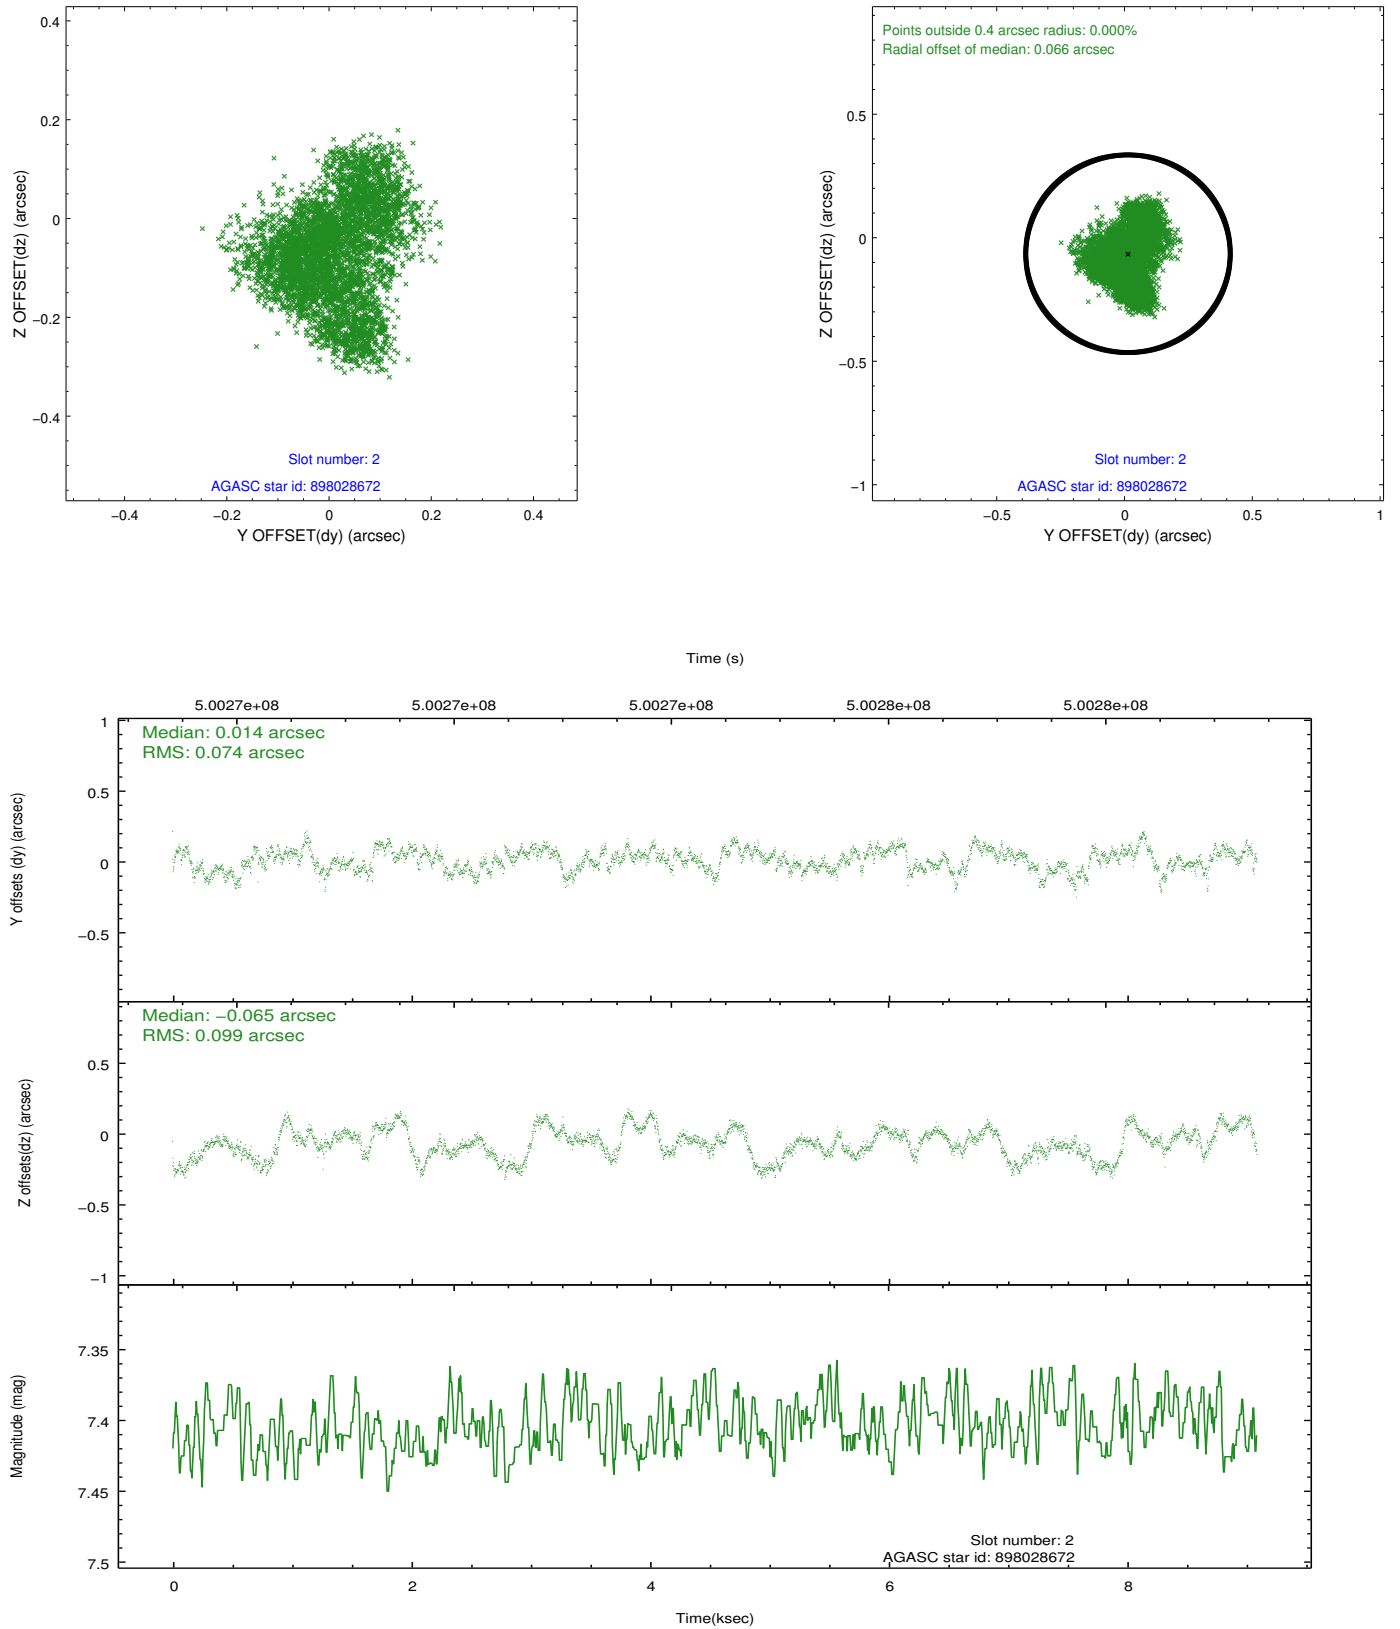 0.4
0.2
0
−0.2
−0.4
Z OFFSET(dz) (arcsec)
Slot number: 2
AGASC star id: 898028672
−0.4 −0.2 0 0.2 0.4
Y OFFSET(dy) (arcsec)
Points outside 0.4 arcsec radius: 0.000%
Radial offset of median: 0.066 arcsec
0.5
0
−0.5
−1
Z OFFSET(dz) (arcsec)
Slot number: 2
AGASC star id: 898028672
−0.5 0 0.5 1
Y OFFSET(dy) (arcsec)
Time (s)
5.0027e+08 5.0027e+08 5.0027e+08 5.0028e+08 5.0028e+08
Median: 0.014 arcsec
RMS: 0.074 arcsec
1
0.5
0
−0.5
Y offsets (dy) (arcsec)
Median: −0.065 arcsec
RMS: 0.099 arcsec
0.5
0
−0.5
−1
Z offsets(dz) (arcsec)
7.35
7.4
7.45
7.5
Magnitude (mag)
Slot number: 2
AGASC star id: 898028672
0 2 4 6 8
Time(ksec)